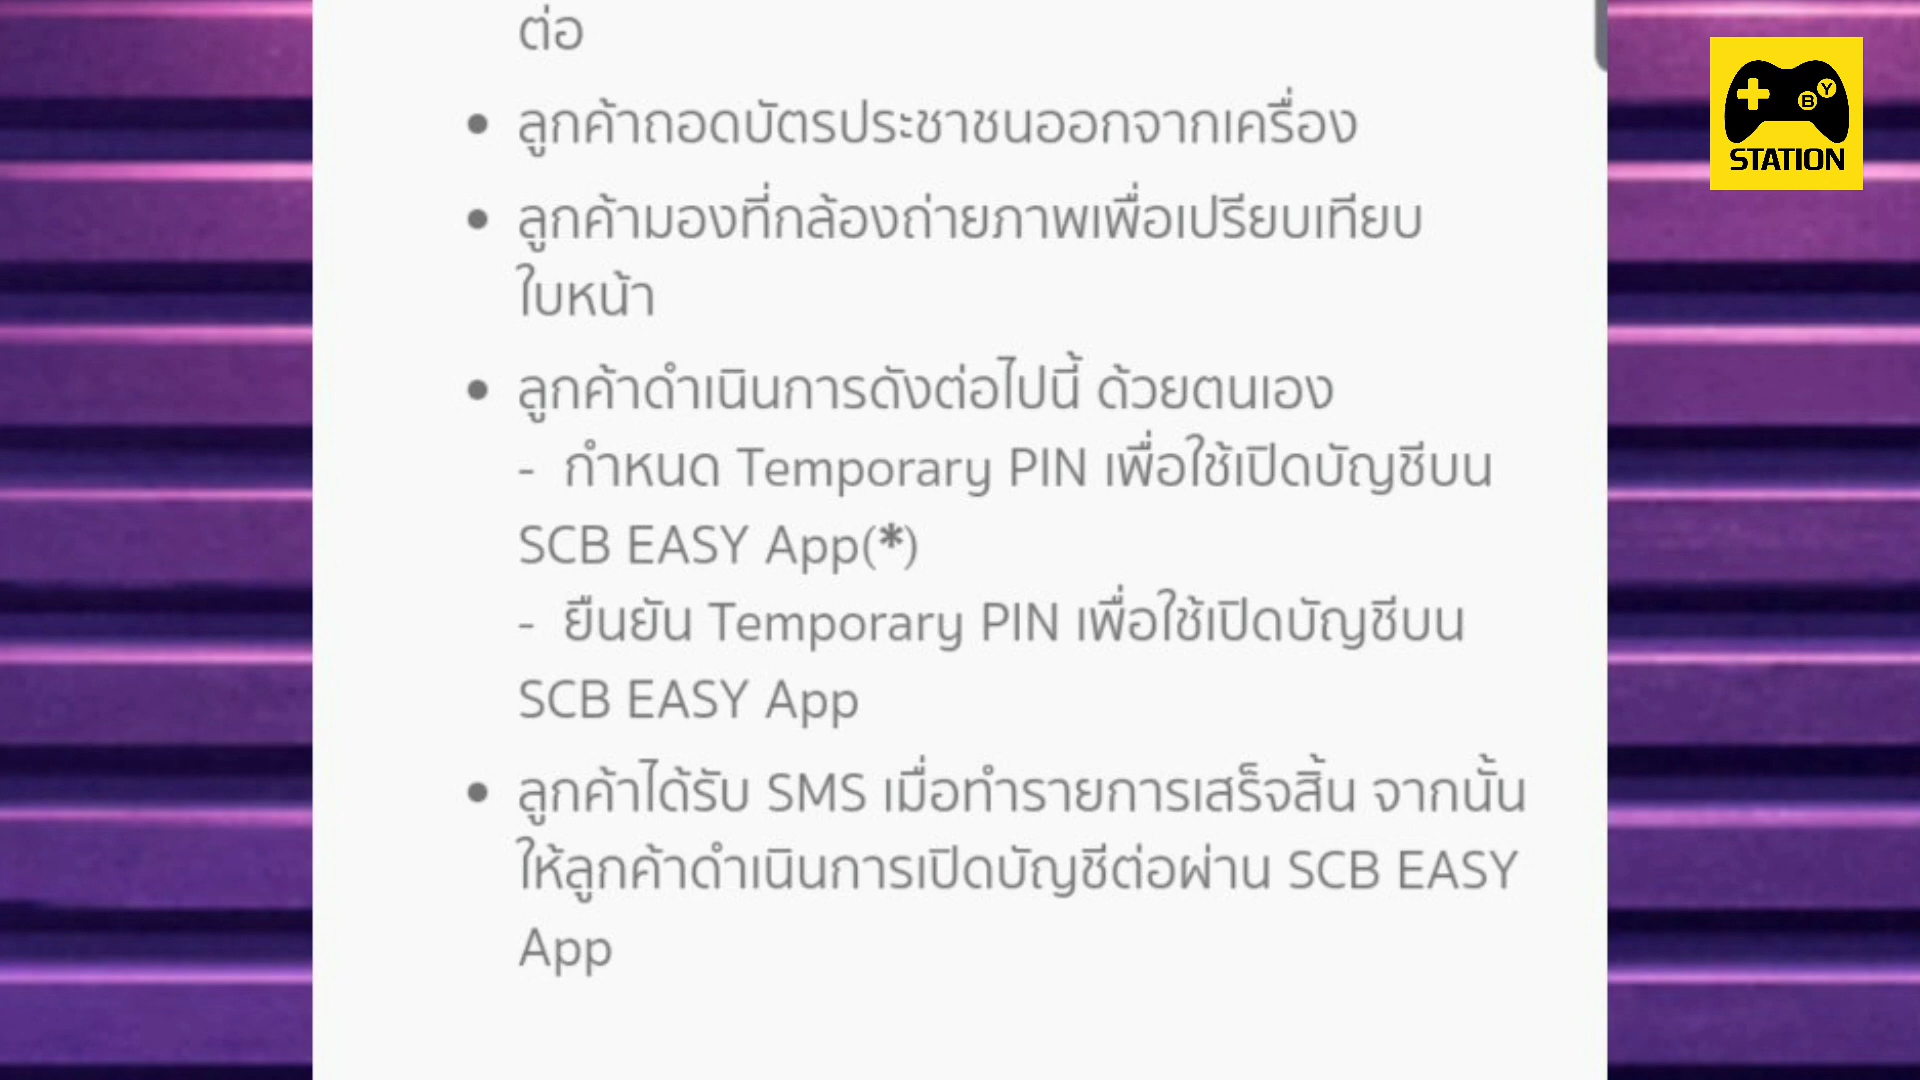 ต่อ
• ลูกค้าถอดบัตรประชาชนออกจากเครื่อง
• ลูกค้ามองที่กล้องถ่ายภาพเพื่อเปรียบเทียบ
ใบหน้า
• ลูกค้าดำเนินการดังต่อไปนี้ ด้วยตนเอง
- กำหนด Temporary PIN เพื่อใช้เปิดบัญชีบน
SCB EASY App(*)
- ยืนยัน Temporary PIN เพื่อใช้เปิดบัญชีบน
SCB EASY App
• ลูกค้าได้รับ SMS เมื่อทำรายการเสร็จสิ้น จากนั้น
ให้ลูกค้าดำเนินการเปิดบัญชีต่อผ่าน SCB EASY
App
B Y
STATION